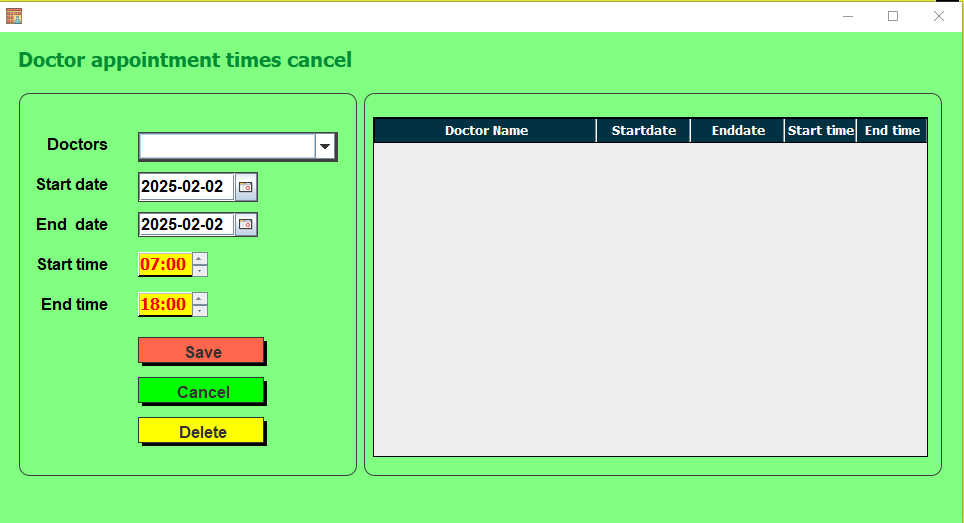 Doctor appointment times cancel
Doctors
Start date 2025-02-02
End  date 2025-02-02
Start time 07:00
End time 18:00
Save
Cancel
Delete
Doctor Name Startdate Enddate Start time End time